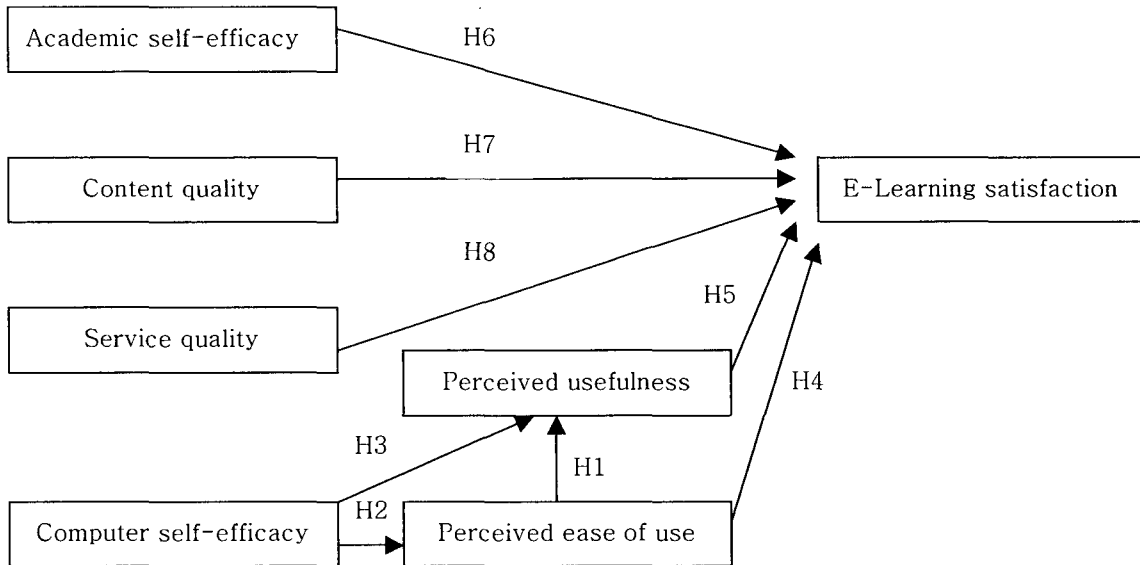 Academic self-efficacy
H6
H7
Content quality
E-Learning satisfaction
H8
H5
Service quality
Perceived usefulness
H4
H3
H1
H2
Computer self-efficacy
Perceived ease of use